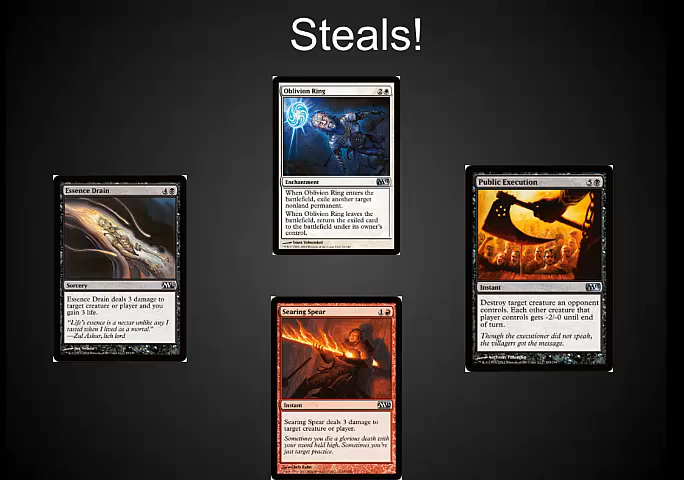 Steals!
Oblivion Ring
2
Enchantment
When Oblivion Ring enters the
battlefield, exile another target
nonland permanent.
When Oblivion Ring leaves the
battlefield, return the exiled card
to the battlefield under its owner's
control.
Essence Drain
4
Sorcery
Essence Drain deals 3 damage to
target creature or player and you
gain 3 life.
"Life's essence is a nectar unlike any I
tasted when I lived as a mortal."
—Zul Ashur, lich lord
Public Execution
5
Instant
Destroy target creature an opponent
controls. Each other creature that
player controls gets -2/-0 until end
of turn.
Though the executioner did not speak,
the villagers got the message.
Searing Spear
1
Instant
Searing Spear deals 3 damage to
target creature or player.
Sometimes you die a glorious death with
your sword held high. Sometimes you're
just target practice.